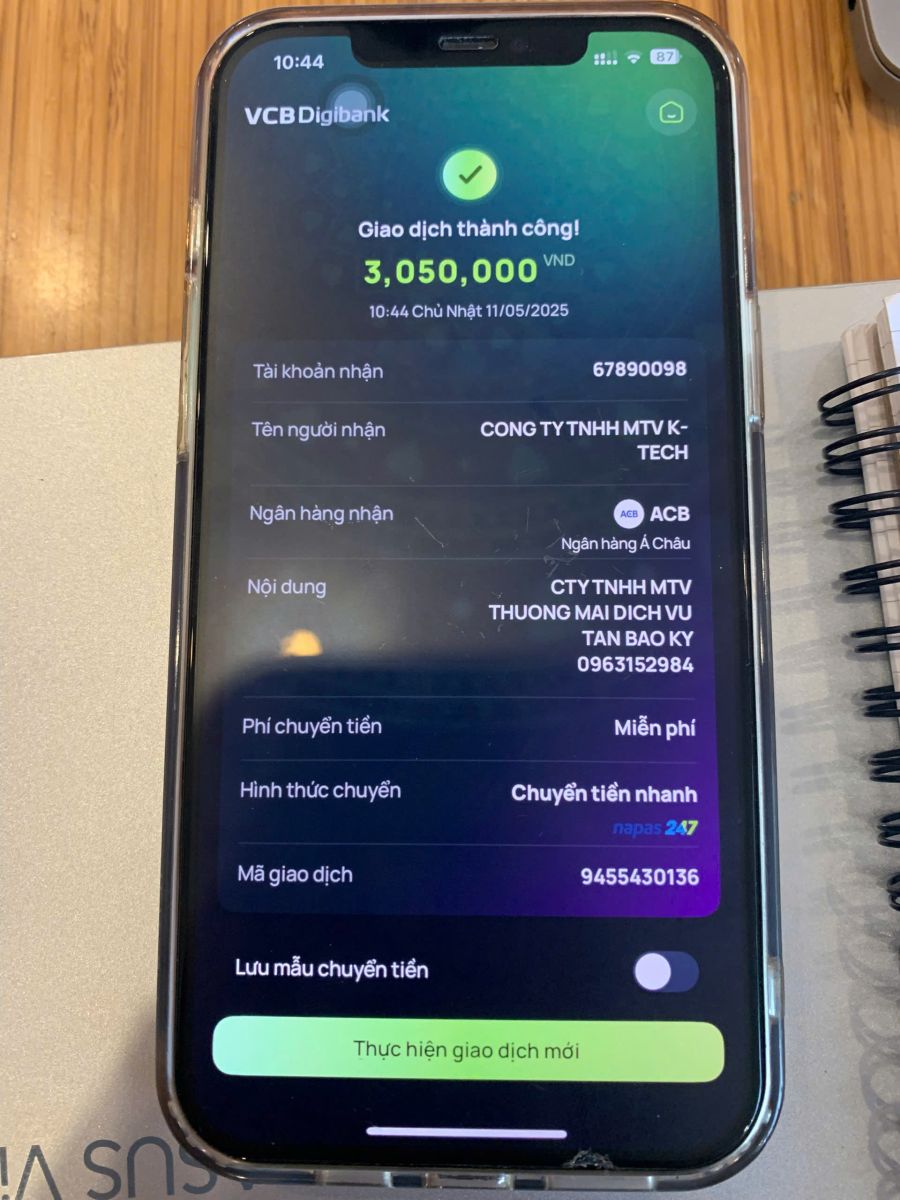 10:44
87
VCB Digibank
Giao dịch thành công!
3,050,000 VND
10:44 Chủ Nhật 11/05/2025
Tài khoản nhận 67890098
Tên người nhận CONG TY TNHH MTV K-
TECH
Ngân hàng nhận ACB ACB
Ngân hàng Á Châu
Nội dung CTY TNHH MTV
THUONG MAI DICH VU
TAN BAO KY
0963152984
Phí chuyển tiền Miễn phí
Hình thức chuyển Chuyển tiền nhanh
napas 247
Mã giao dịch 9455430136
Lưu mẫu chuyển tiền
Thực hiện giao dịch mới
ASUS Vi